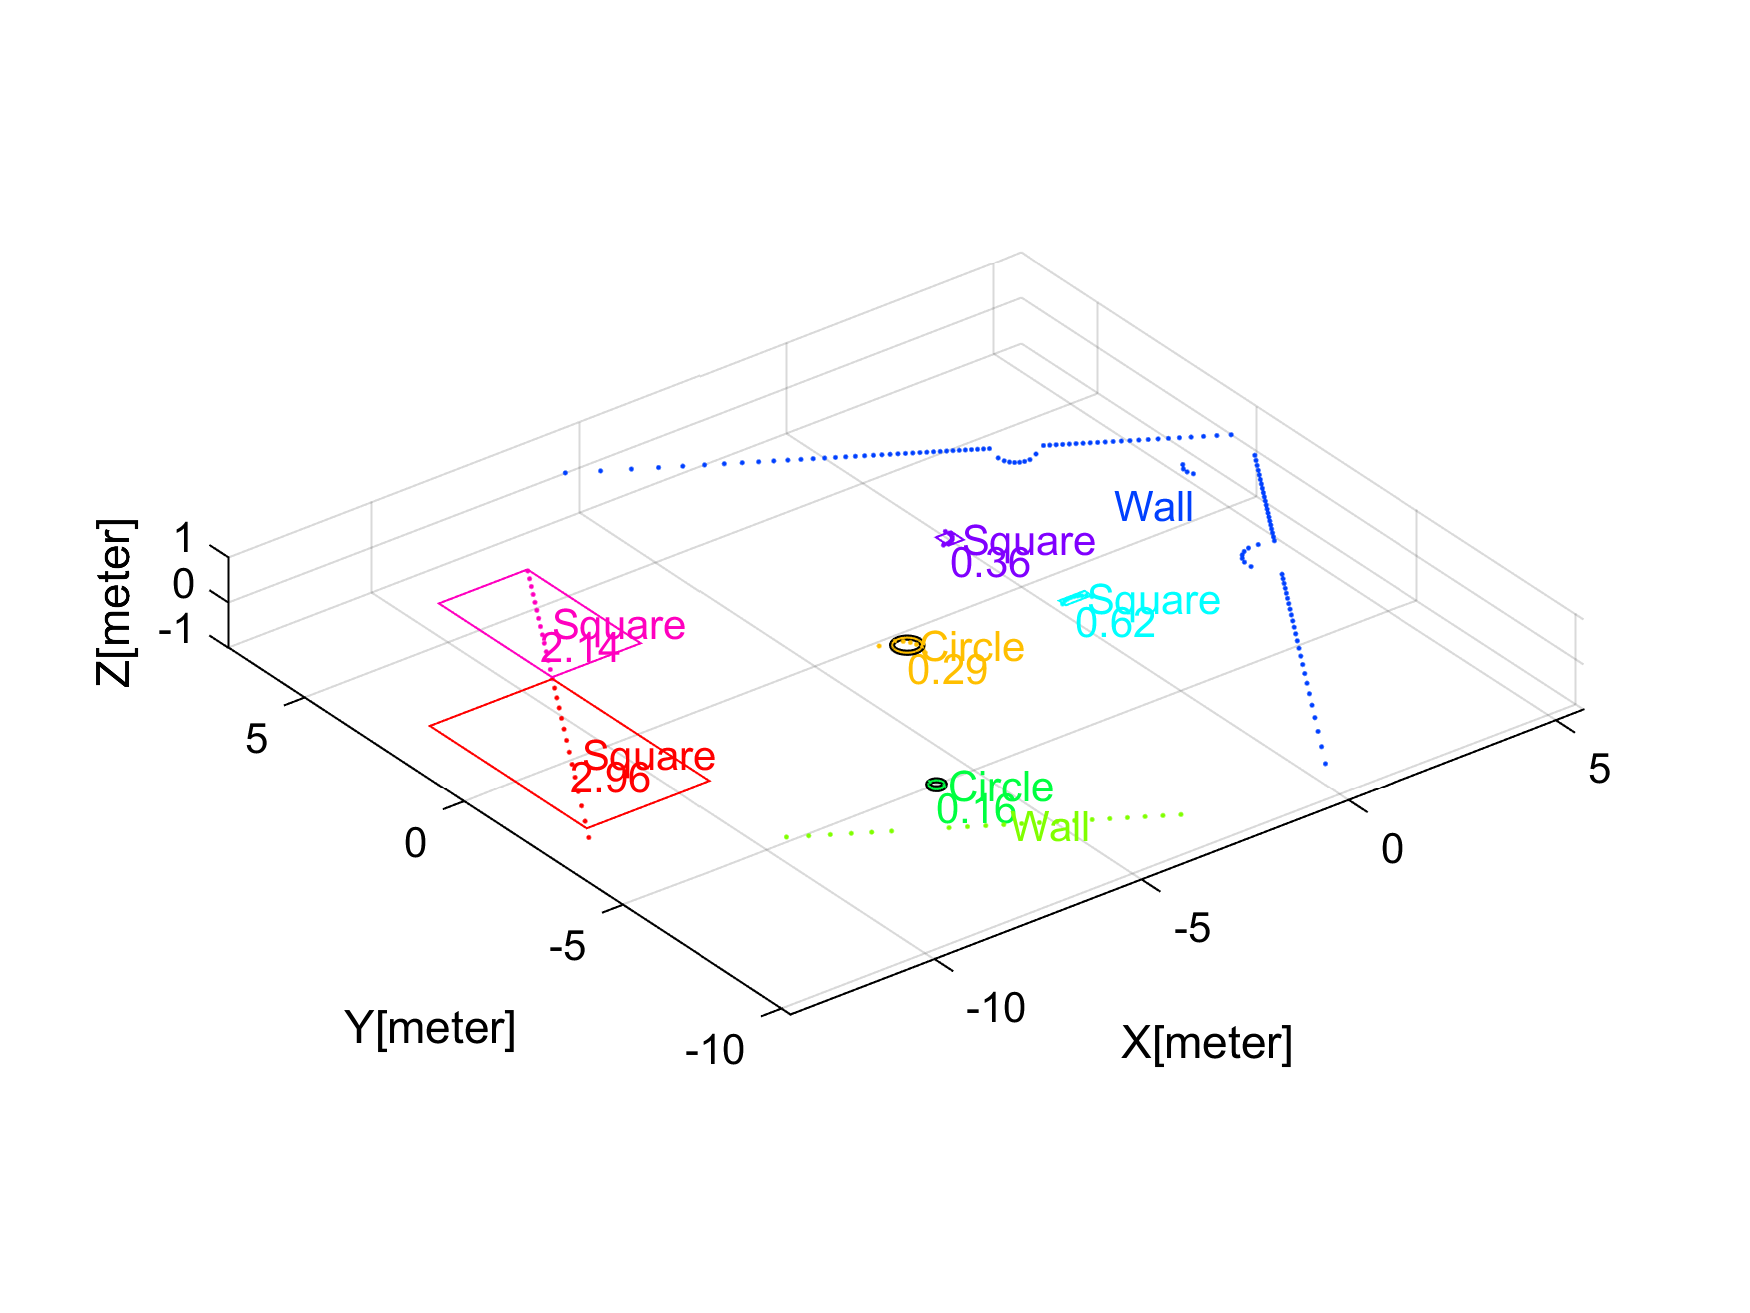 Wall
1
0
-1
Z[meter]
Square
0.36
Square
0.62
Square
2.14
Circle
0.29
Square
2.96
Circle
0.16
Wall
5
0
-5
-10
Y[meter]
5
0
-5
-10
X[meter]